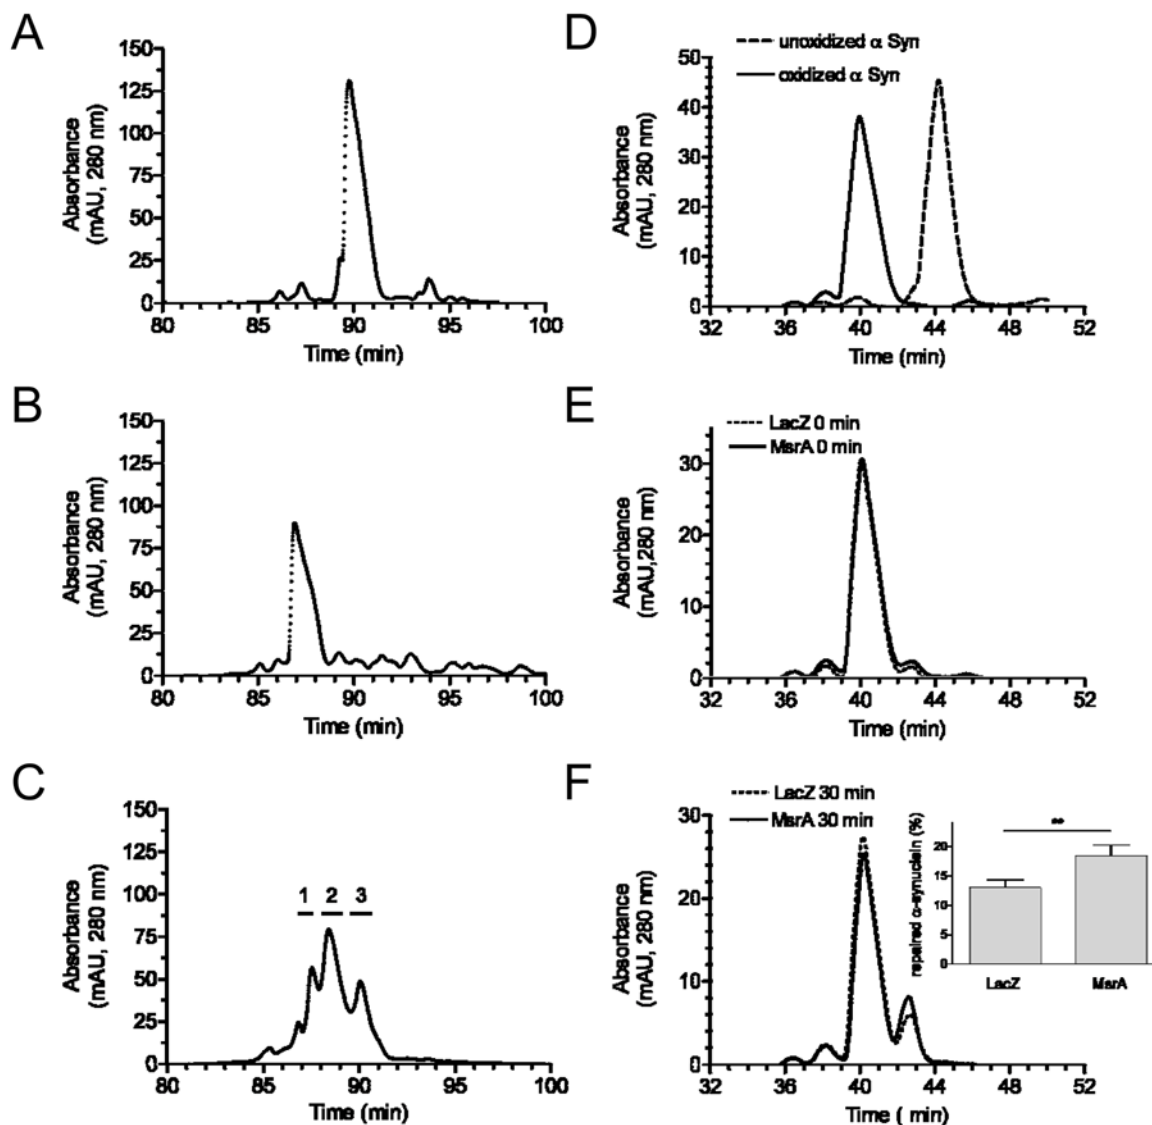 A
150
125
100
75
50
25
0
Absorbance
(mAU, 280 nm)
80 85 90 95 100
Time (min)
B
150
125
100
75
50
25
0
Absorbance
(mAU, 280 nm)
80 85 90 95 100
Time (min)
C
150
125
100
75
50
25
0
Absorbance
(mAU, 280 nm)
1 2 3
80 85 90 95 100
Time (min)
D
unoxidized α Syn
oxidized α Syn
50
40
30
20
10
0
Absorbance
(mAU, 280 nm)
32 36 40 44 48 52
Time (min)
E
LacZ 0 min
MsrA 0 min
30
20
10
0
Absorbance
(mAU,280 nm)
32 36 40 44 48 52
Time (min)
F
LacZ 30 min
MsrA 30 min
30
20
10
0
Absorbance
(mAU, 280 nm)
32 36 40 44 48 52
Time ( min)
repaired α-synuclein (%)
20
15
10
5
0
**
LacZ MsrA